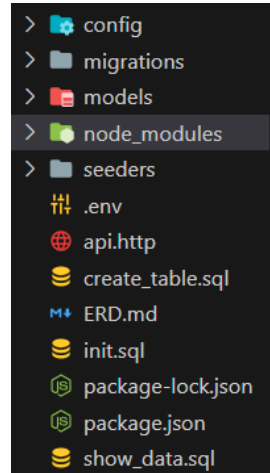 config
migrations
models
node_modules
seeders
.env
api.http
create_table.sql
ERD.md
init.sql
package-lock.json
package.json
show_data.sql